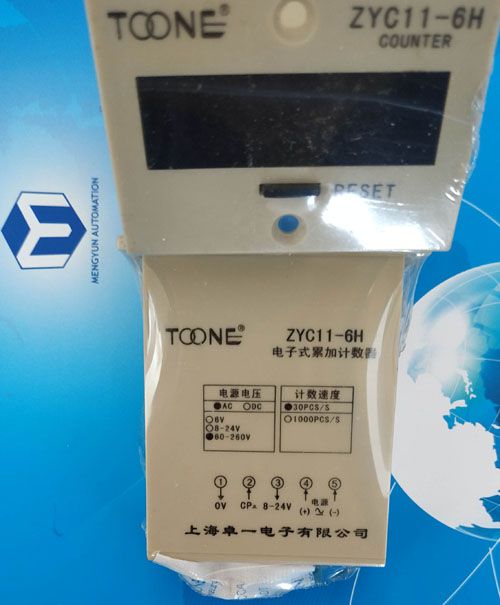 TOONE® ZYC11-6H
COUNTER
RESET
MENGYUN AUTOMATION
TOONE® ZYC11-6H
电子式累加计数器
电源电压 计数速度
●AC ○DC ●30PCS/S
○6V ○1000PCS/S
○8-24V
●60-260V
① ② ③ ④ ⑤
0V CP 8-24V (+) 电源 (-)
上海卓一电子有限公司